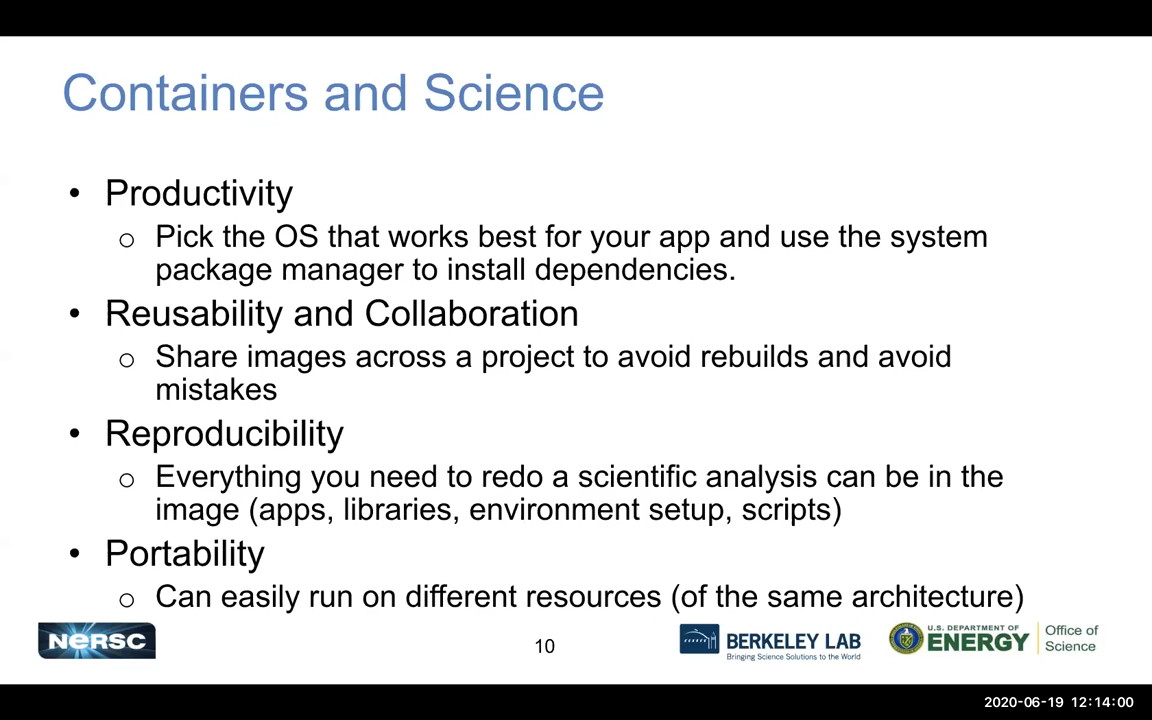 Containers and Science
• Productivity
o Pick the OS that works best for your app and use the system
package manager to install dependencies.
• Reusability and Collaboration
o Share images across a project to avoid rebuilds and avoid
mistakes
• Reproducibility
o Everything you need to redo a scientific analysis can be in the
image (apps, libraries, environment setup, scripts)
• Portability
o Can easily run on different resources (of the same architecture)
NERSC
10
BERKELEY LAB
Bringing Science Solutions to the World
U.S. DEPARTMENT OF
ENERGY
Office of
Science
2020-06-19 12:14:00